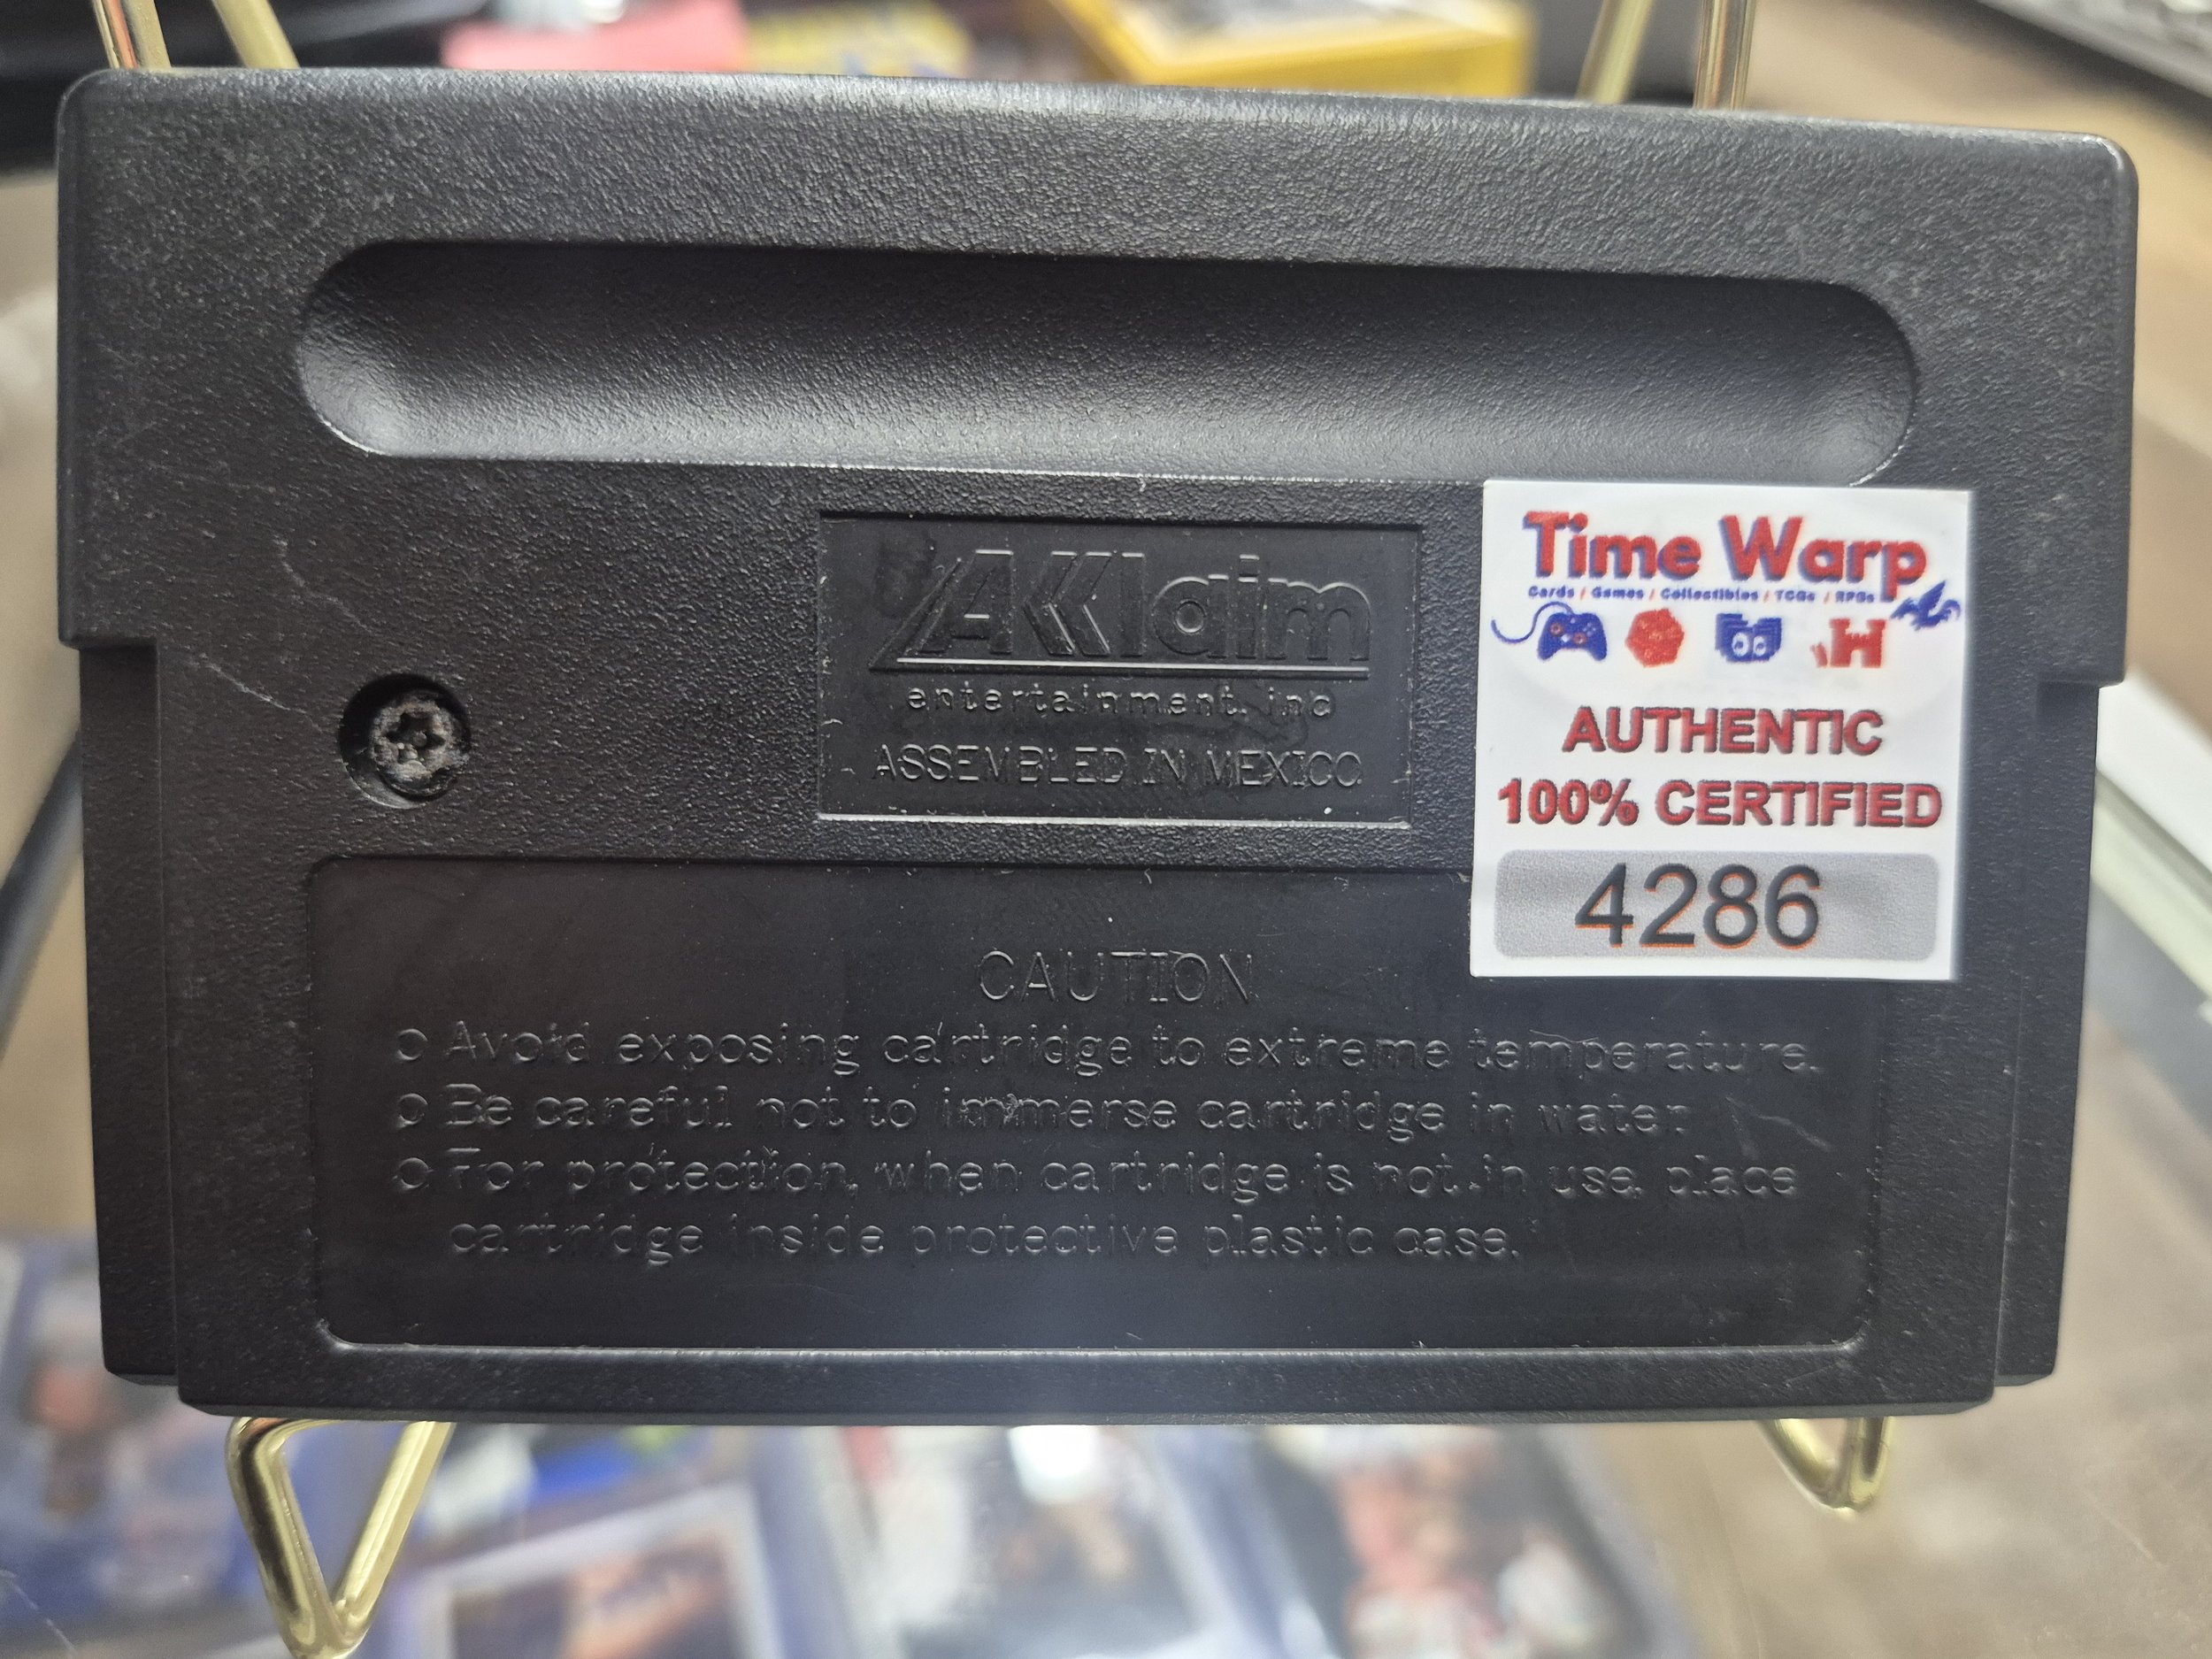 AKKlaim
entertainment, inc
ASSEMBLED IN MEXICO
Time Warp
Cards / Games / Collectibles / TCGs / RPGs
AUTHENTIC
100% CERTIFIED
4286
CAUTION
o Avoid exposing cartridge to extreme temperature.
o Be careful not to immerse cartridge in water.
o For protection, when cartridge is not in use, place
cartridge inside protective plastic case.